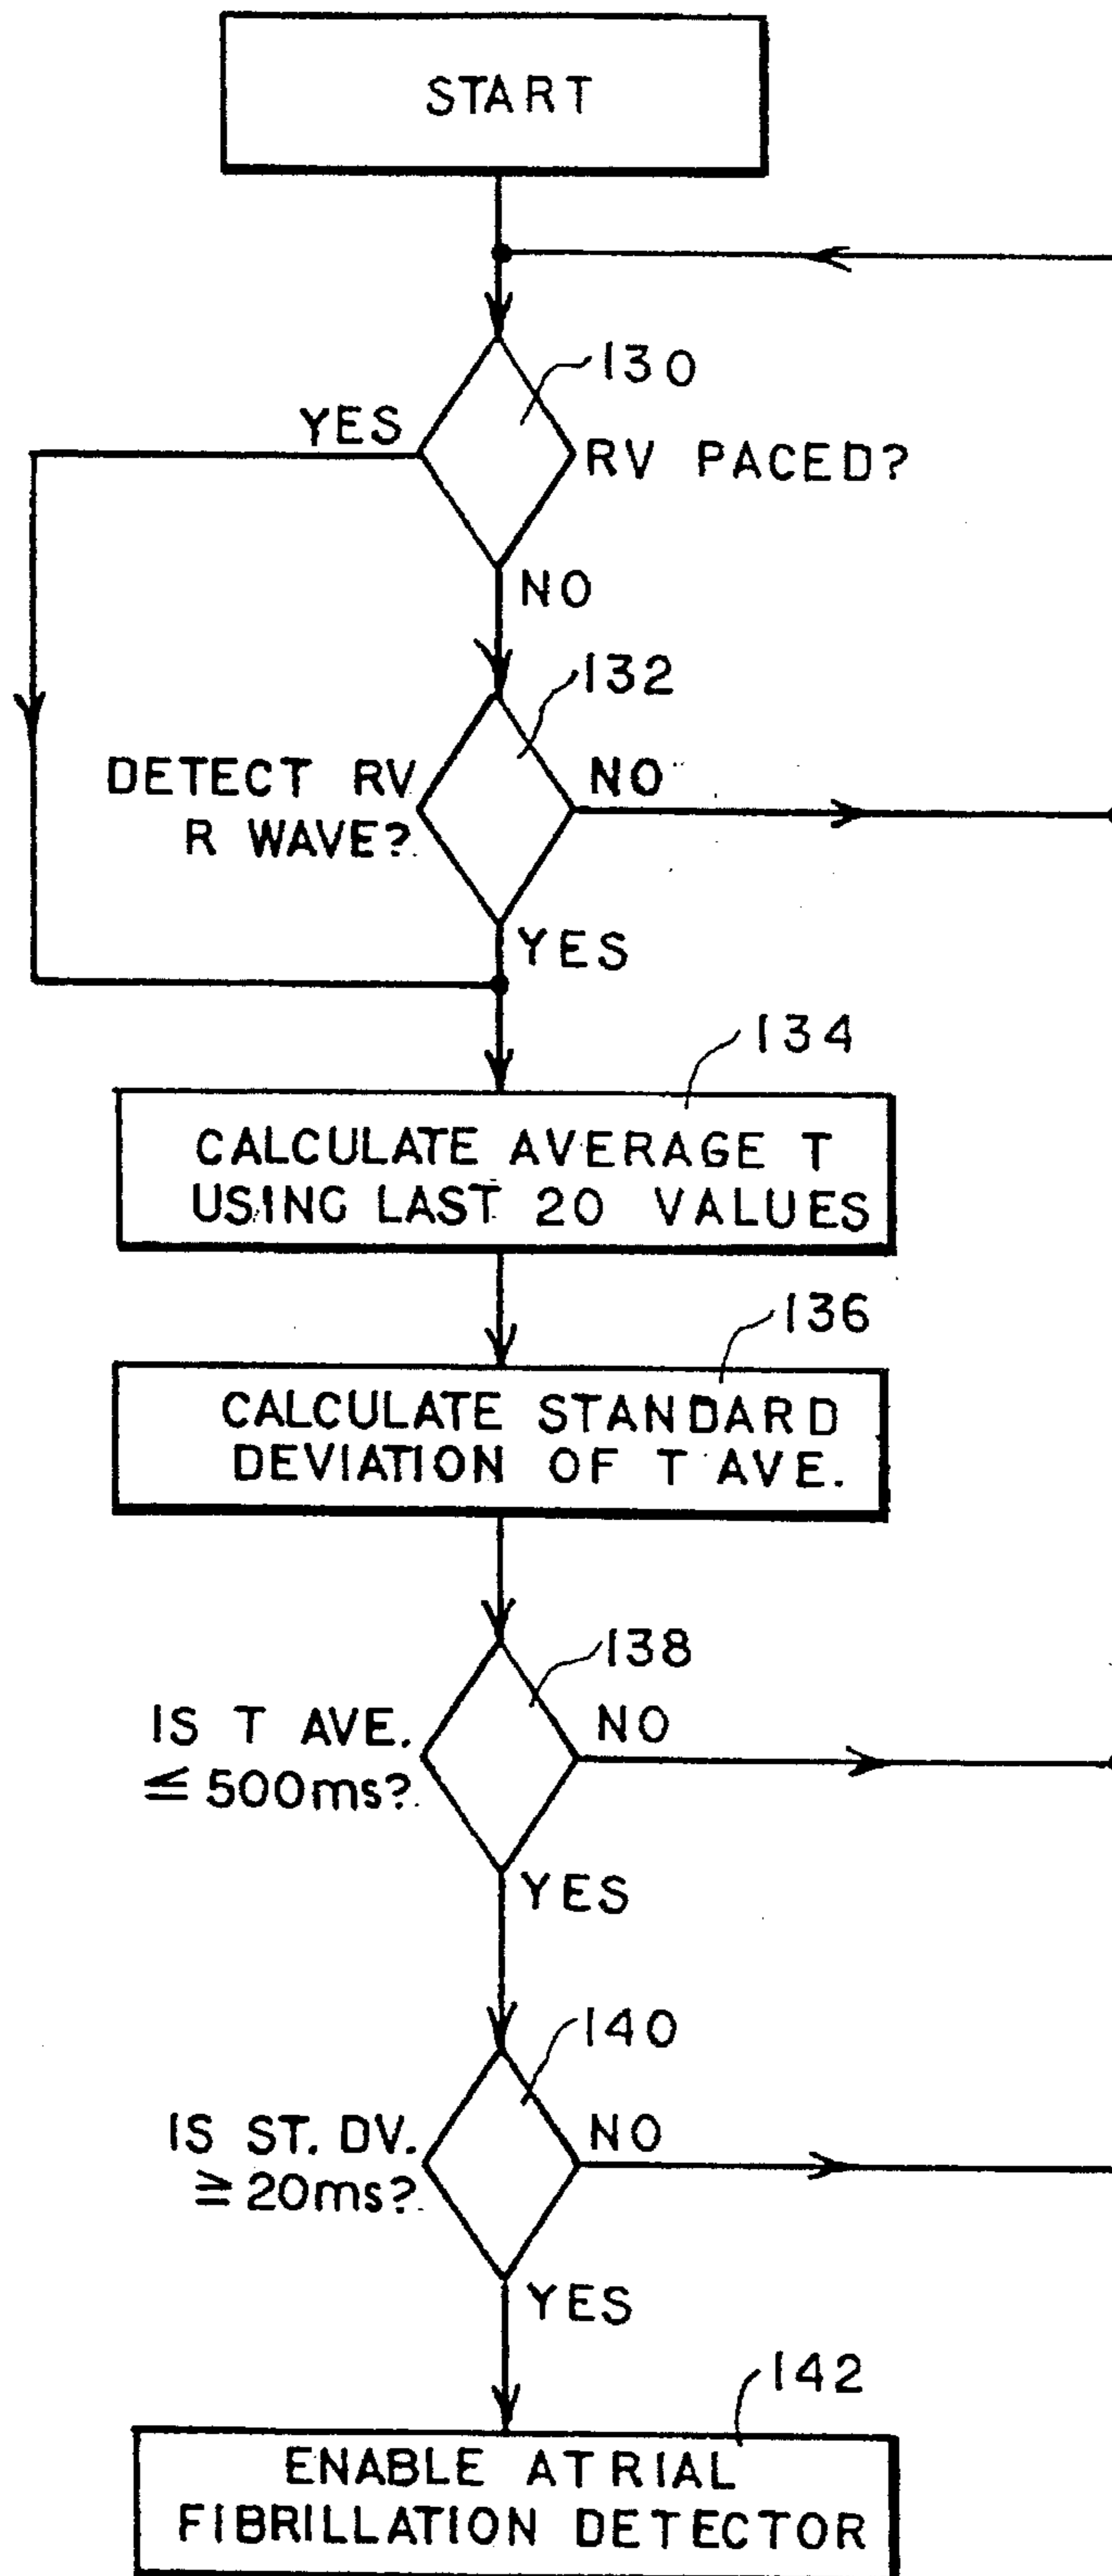 START
130
YES
RV PACED?
NO
132
DETECT RV
R WAVE?
NO
YES
134
CALCULATE AVERAGE T
USING LAST 20 VALUES
136
CALCULATE STANDARD
DEVIATION OF T AVE.
138
IS T AVE.
≦ 500ms?
NO
YES
140
IS ST. DV.
≧ 20ms?
NO
YES
142
ENABLE ATRIAL
FIBRILLATION DETECTOR